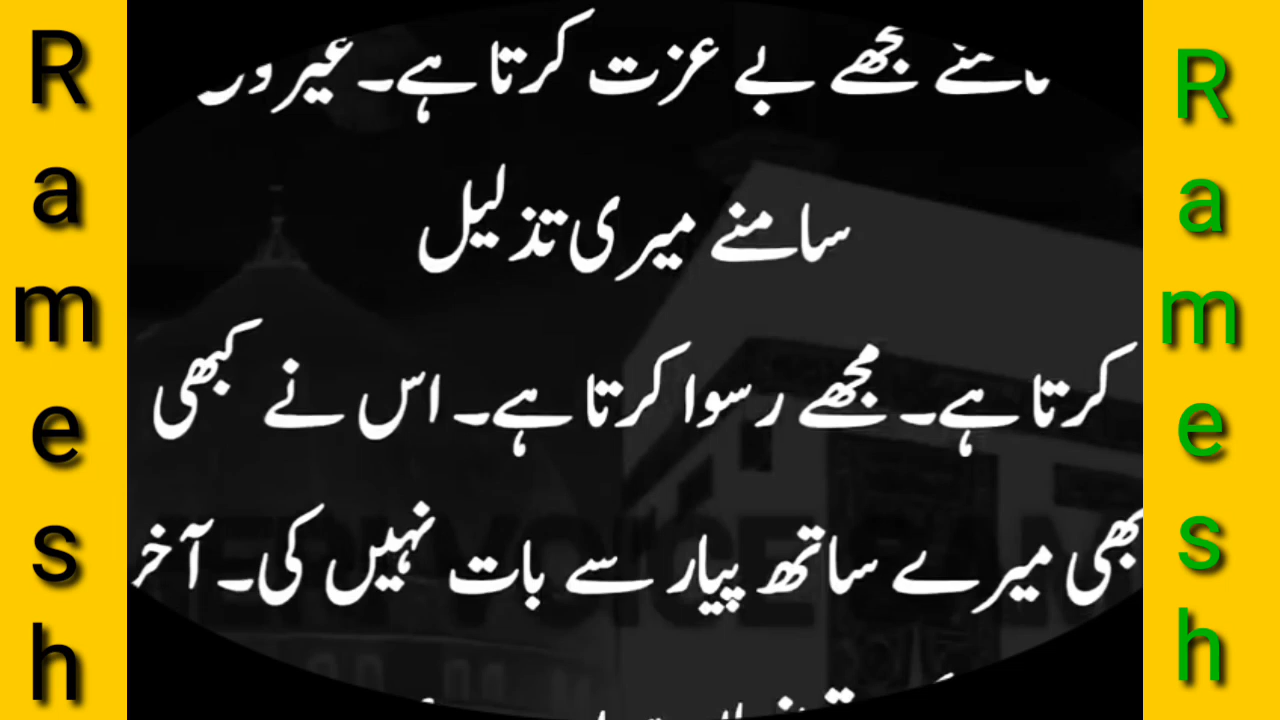 Ramesh
سامنے مجھے بے عزت کرتا ہے۔ غیروں
سامنے میری تذلیل
کرتا ہے۔ مجھے رسوا کرتا ہے۔ اس نے کبھی
بھی میرے ساتھ پیار سے بات نہیں کی۔ آخر
Ramesh